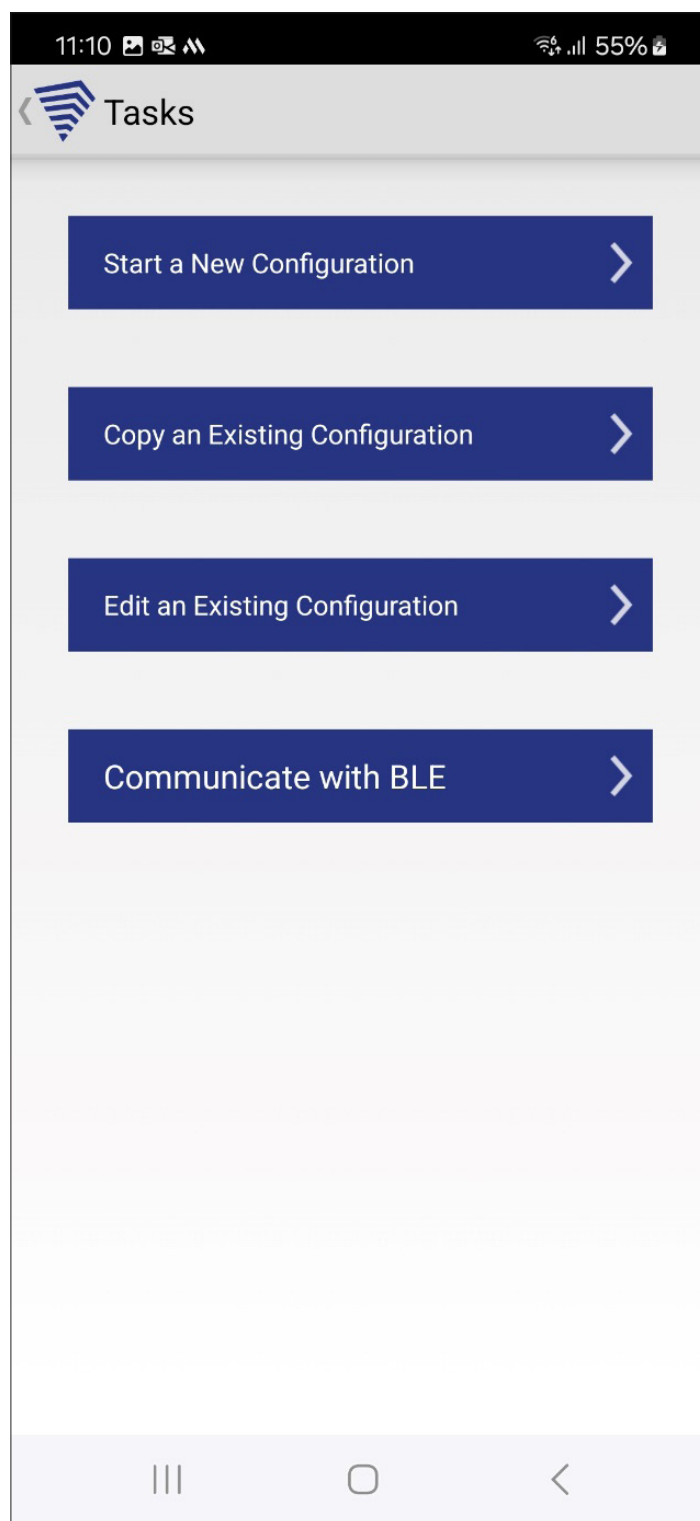 11:10 55%
Tasks
Start a New Configuration
Copy an Existing Configuration
Edit an Existing Configuration
Communicate with BLE